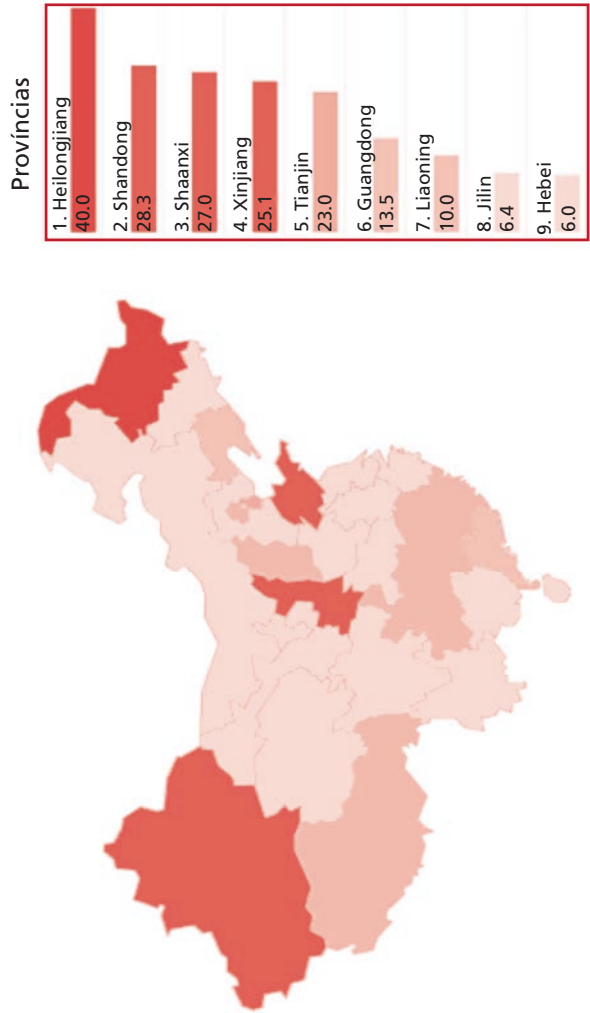 Províncias
1. Heilongjiang
40.0
2. Shandong
28.3
3. Shaanxi
27.0
4. Xinjiang
25.1
5. Tianjin
23.0
6. Guangdong
13.5
7. Liaoning
10.0
8. Jilin
6.4
9. Hebei
6.0